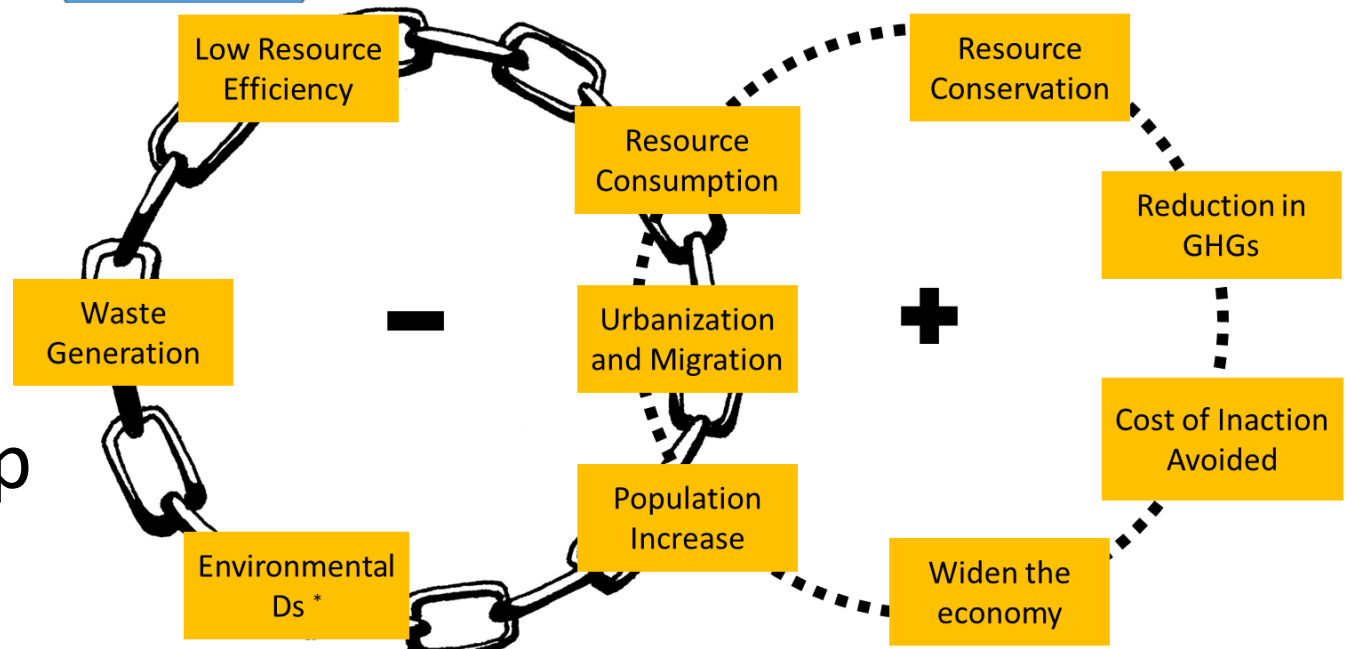 Low Resource
Efficiency
Resource
Conservation
Resource
Consumption
Reduction in
GHGs
Waste
Generation
-
Urbanization
and Migration
+
Cost of Inaction
Avoided
p
Population
Increase
Environmental
Ds *
Widen the
economy